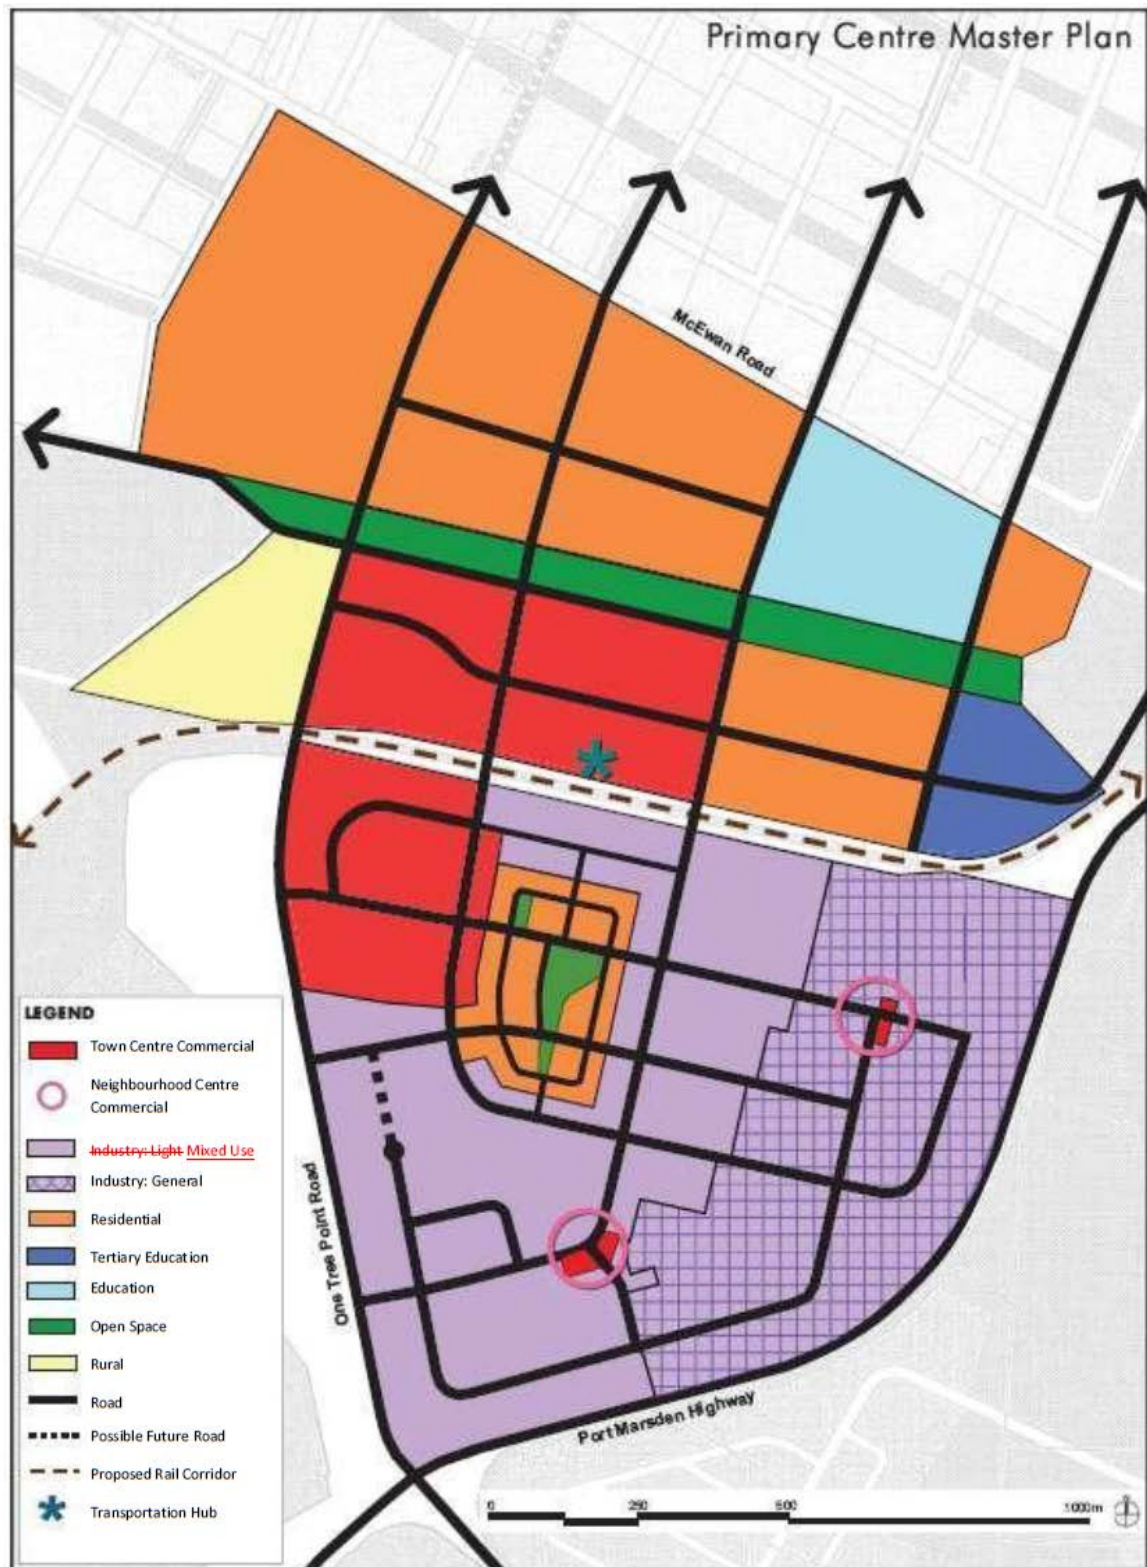 Primary Centre Master Plan
McEwan Road
One Tree Point Road
Port Marsden Highway
LEGEND
Town Centre Commercial
Neighbourhood Centre
Commercial
Industry: Light Mixed Use
Industry: General
Residential
Tertiary Education
Education
Open Space
Rural
Road
Possible Future Road
Proposed Rail Corridor
Transportation Hub
0 250 500 1000m